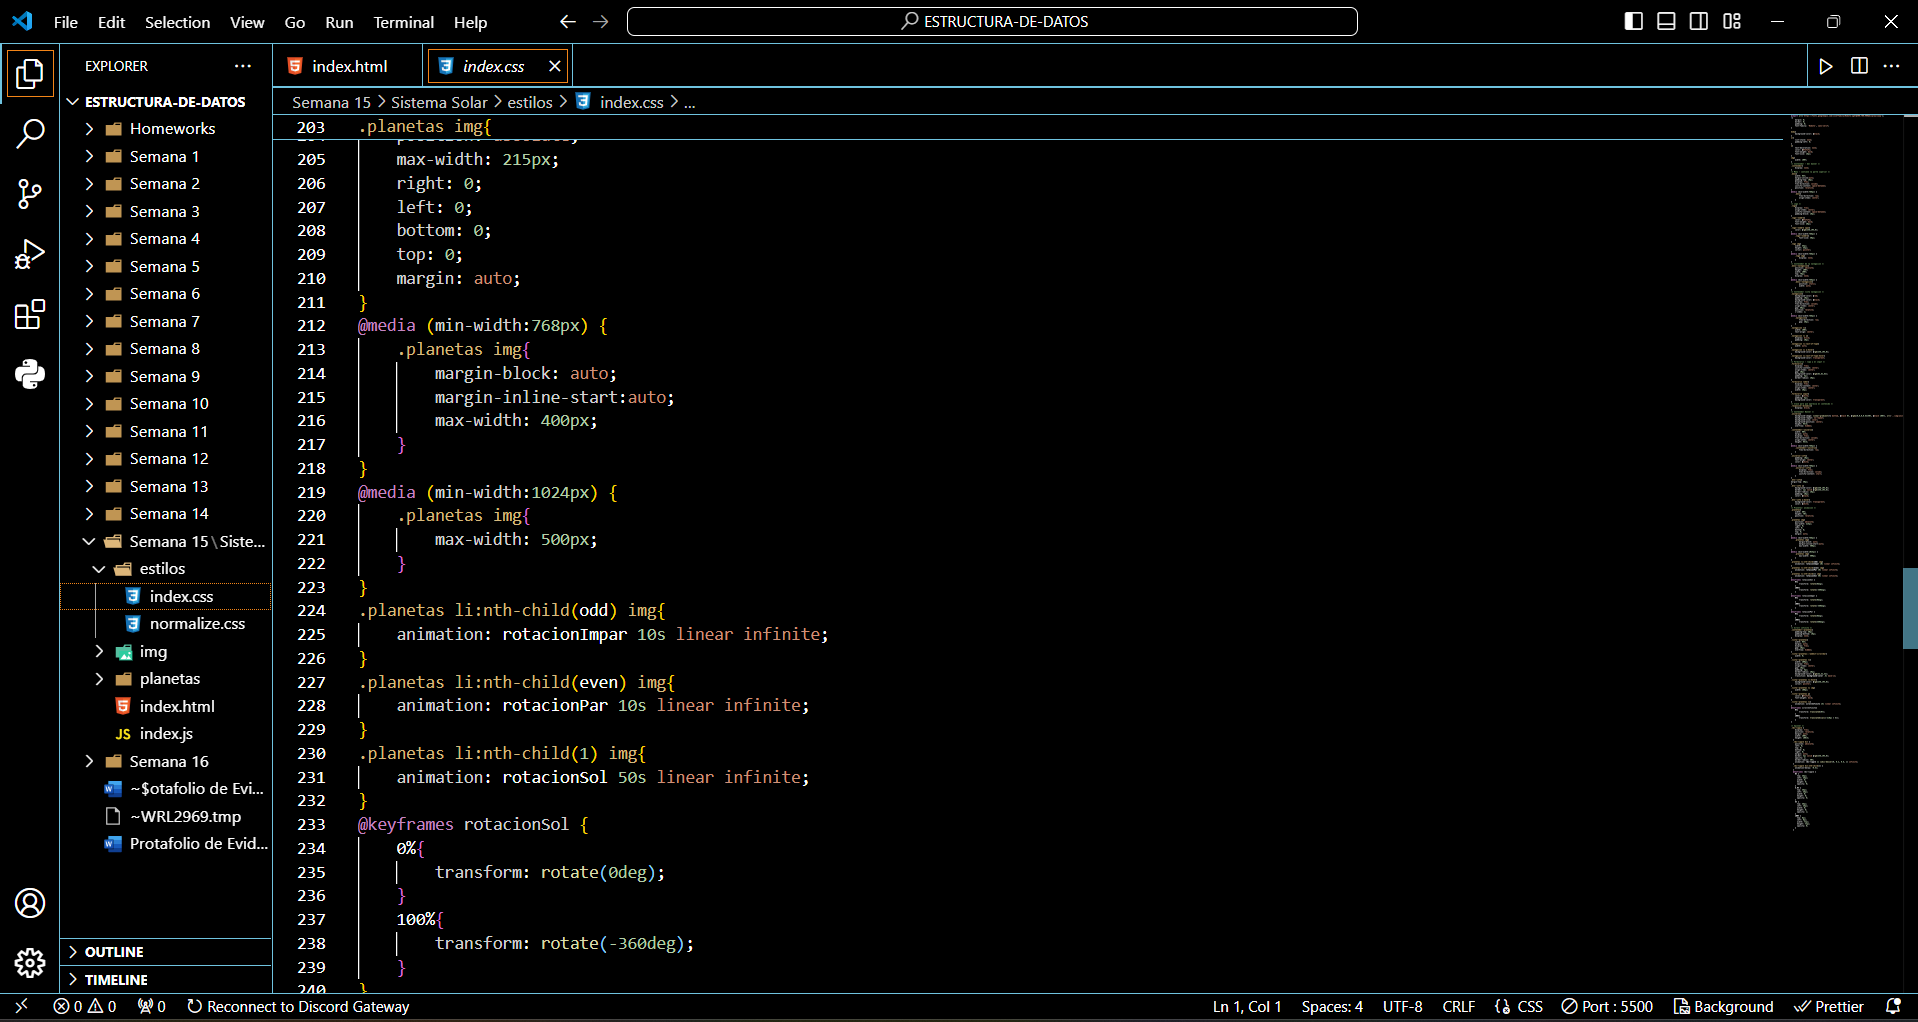 File Edit Selection View Go Run Terminal Help
ESTRUCTURA-DE-DATOS
EXPLORER
ESTRUCTURA-DE-DATOS
Homeworks
Semana 1
Semana 2
Semana 3
Semana 4
Semana 5
Semana 6
Semana 7
Semana 8
Semana 9
Semana 10
Semana 11
Semana 12
Semana 13
Semana 14
Semana 15\Siste...
estilos
index.css
normalize.css
img
planetas
index.html
JS index.js
Semana 16
~$otafolio de Evi...
~WRL2969.tmp
Protafolio de Evid...
OUTLINE
TIMELINE
index.html index.css
Semana 15 > Sistema Solar > estilos > index.css > ...
203 .planetas img{
205 max-width: 215px;
206 right: 0;
207 left: 0;
208 bottom: 0;
209 top: 0;
210 margin: auto;
211 }
212 @media (min-width:768px) {
213 .planetas img{
214 margin-block: auto;
215 margin-inline-start:auto;
216 max-width: 400px;
217 }
218 }
219 @media (min-width:1024px) {
220 .planetas img{
221 max-width: 500px;
222 }
223 }
224 .planetas li:nth-child(odd) img{
225 animation: rotacionImpar 10s linear infinite;
226 }
227 .planetas li:nth-child(even) img{
228 animation: rotacionPar 10s linear infinite;
229 }
230 .planetas li:nth-child(1) img{
231 animation: rotacionSol 50s linear infinite;
232 }
233 @keyframes rotacionSol {
234 0%{
235 transform: rotate(0deg);
236 }
237 100%{
238 transform: rotate(-360deg);
239 }
240 }
0 0 0 Reconnect to Discord Gateway
Ln 1, Col 1 Spaces: 4 UTF-8 CRLF {} CSS Port : 5500 Background Prettier